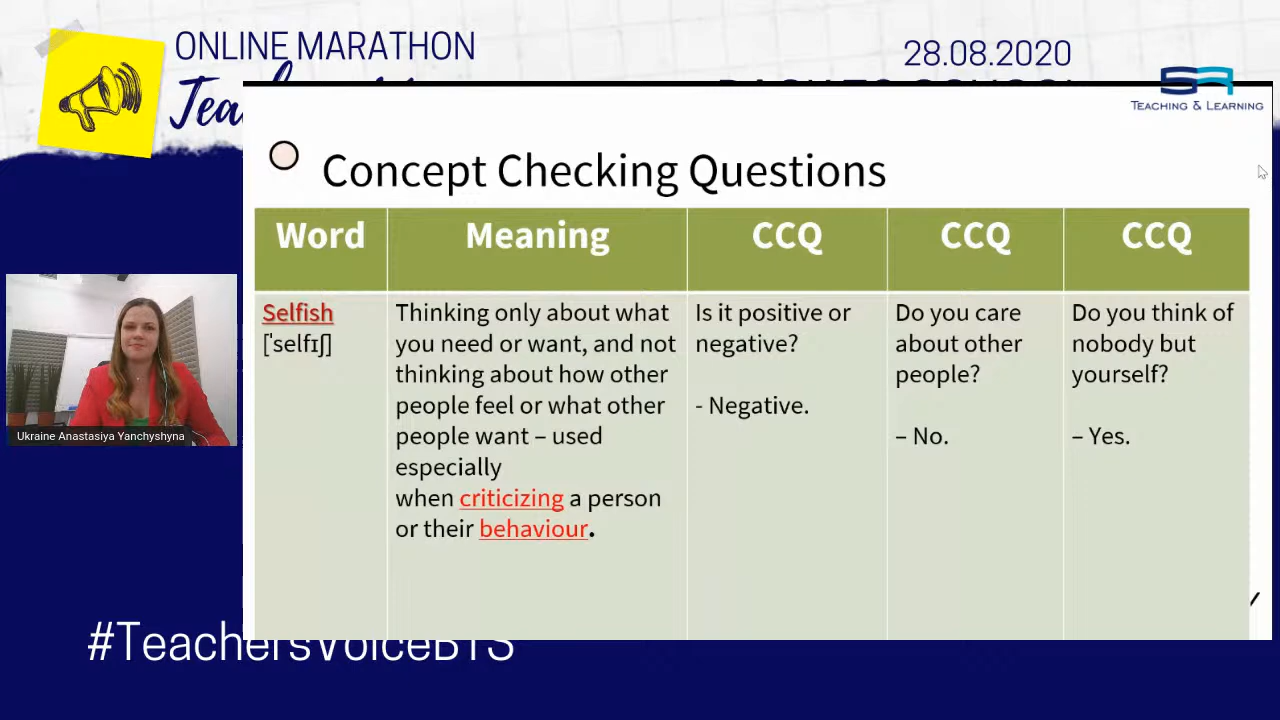 ONLINE MARATHON
28.08.2020
TEACHING & LEARNING
Concept Checking Questions
Word
Meaning
CCQ
CCQ
CCQ
Selfish
['selfɪʃ]
Thinking only about what
you need or want, and not
thinking about how other
people feel or what other
people want – used
especially
when criticizing a person
or their behaviour.
Is it positive or
negative?
- Negative.
Do you care
about other
people?
– No.
Do you think of
nobody but
yourself?
– Yes.
Ukraine Anastasiya Yanchyshyna
#TeachersVoiceBTS